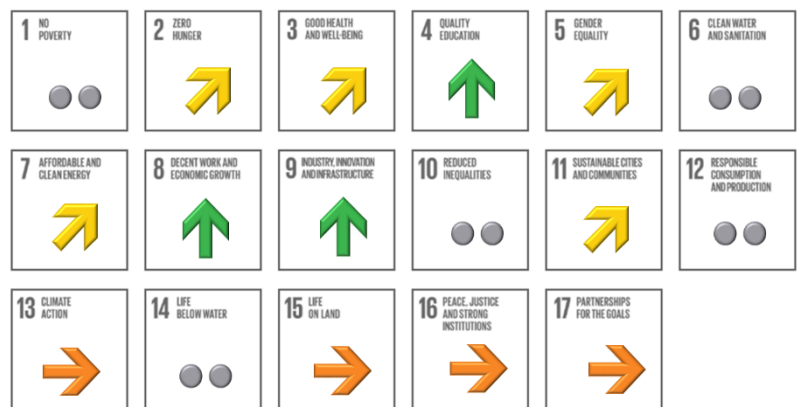 1 NO
POVERTY
2 ZERO
HUNGER
3 GOOD HEALTH
AND WELL-BEING
4 QUALITY
EDUCATION
5 GENDER
EQUALITY
6 CLEAN WATER
AND SANITATION
7 AFFORDABLE AND
CLEAN ENERGY
8 DECENT WORK AND
ECONOMIC GROWTH
9 INDUSTRY, INNOVATION
AND INFRASTRUCTURE
10 REDUCED
INEQUALITIES
11 SUSTAINABLE CITIES
AND COMMUNITIES
12 RESPONSIBLE
CONSUMPTION
AND PRODUCTION
13 CLIMATE
ACTION
14 LIFE
BELOW WATER
15 LIFE
ON LAND
16 PEACE, JUSTICE
AND STRONG
INSTITUTIONS
17 PARTNERSHIPS
FOR THE GOALS